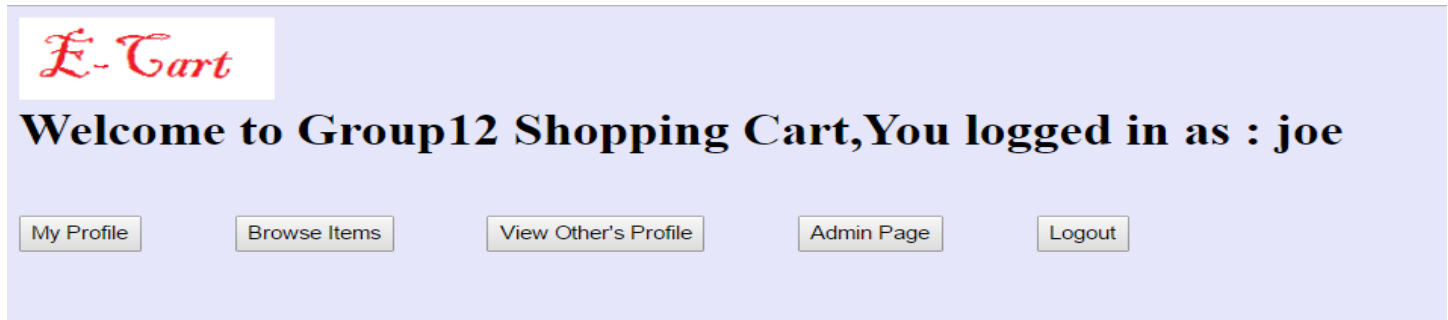 E-Cart
Welcome to Group12 Shopping Cart,You logged in as : joe
My Profile Browse Items View Other's Profile Admin Page Logout